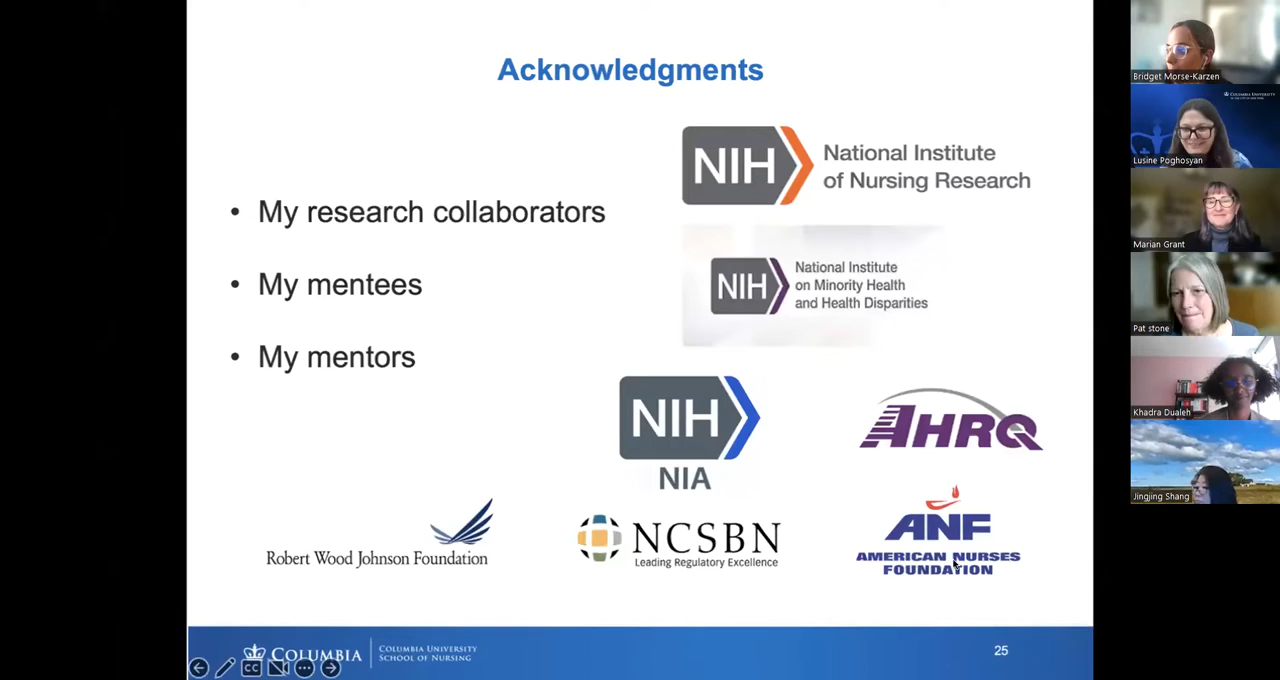 Acknowledgments
• My research collaborators
• My mentees
• My mentors
NIH National Institute
of Nursing Research
NIH National Institute
on Minority Health
and Health Disparities
NIH
NIA
AHRQ
Robert Wood Johnson Foundation
NCSBN
Leading Regulatory Excellence
ANF
AMERICAN NURSES
FOUNDATION
COLUMBIA
COLUMBIA UNIVERSITY
SCHOOL OF NURSING
25
CC
Bridget Morse-Karzen
COLUMBIA UNIVERSITY
Lusine Poghosyan
Marian Grant
Pat stone
Khadra Dualeh
Jingjing Shang